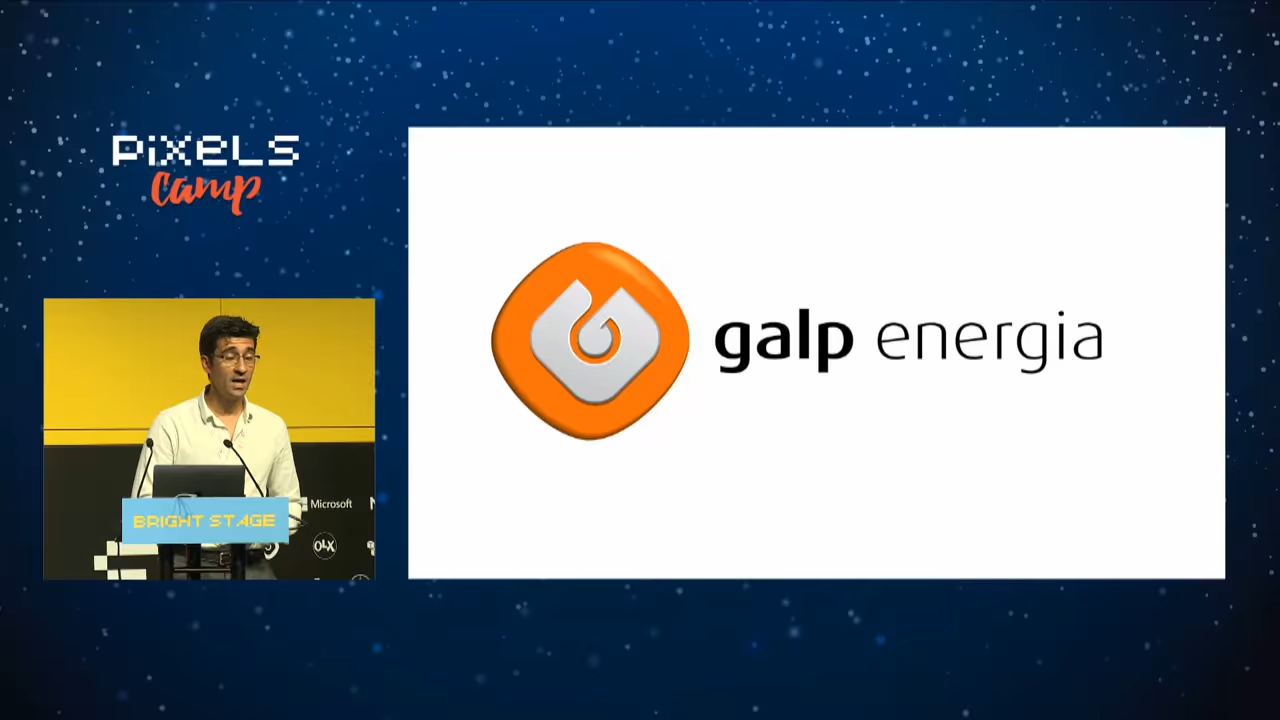 PiXELS
Camp
galp energia
Microsoft
BRIGHT STAGE
OLX